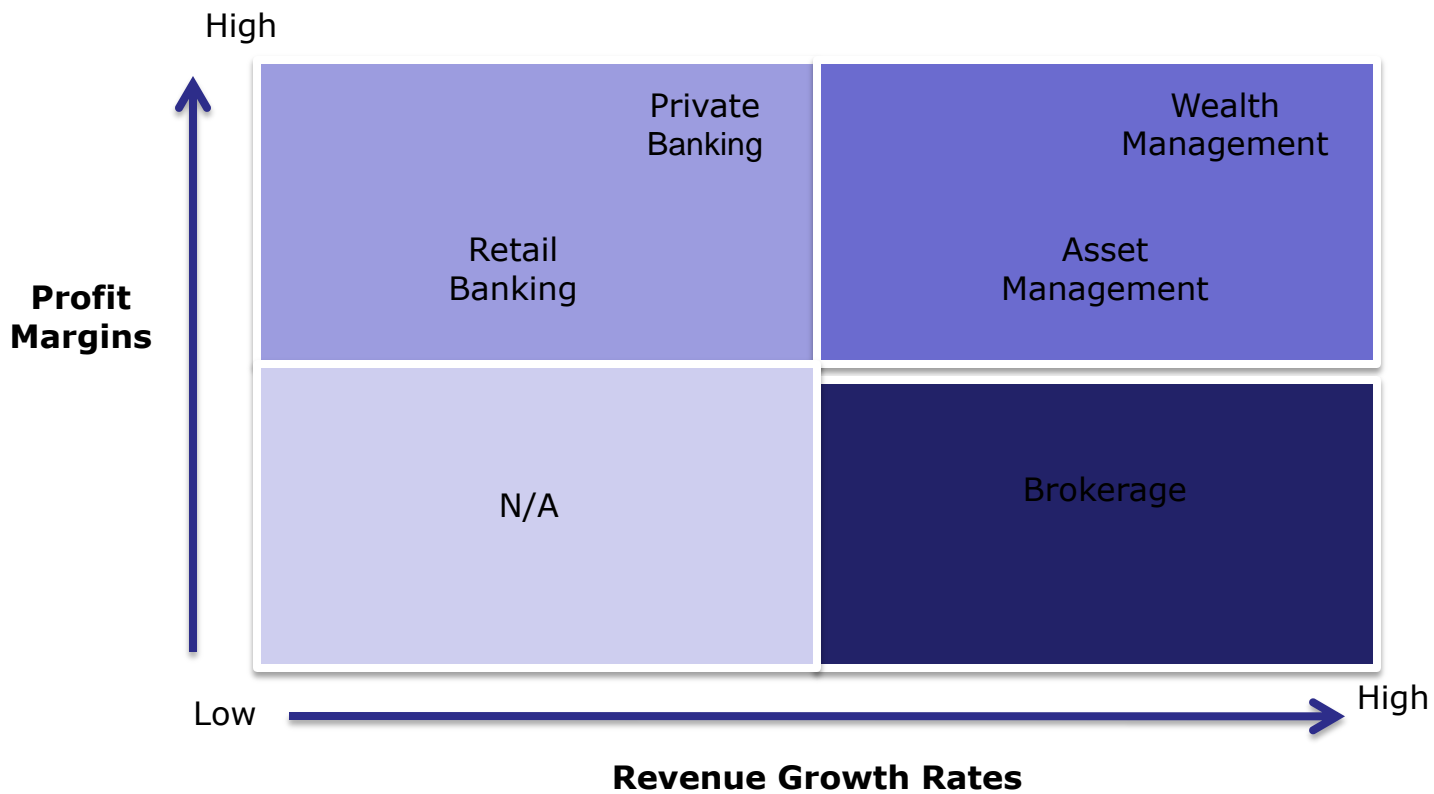 High
Private
Banking
Wealth
Management
Retail
Banking
Asset
Management
Profit
Margins
N/A
Brokerage
Low
High
Revenue Growth Rates